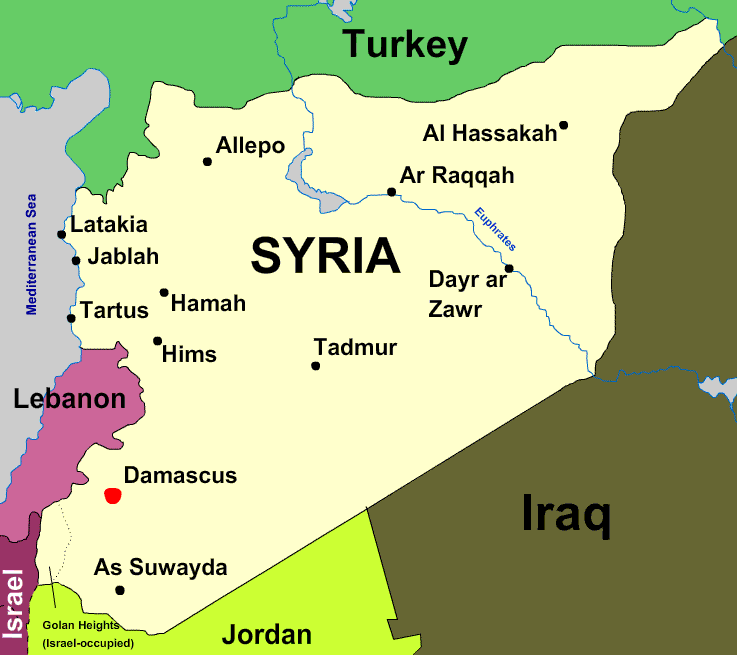 Turkey
Al Hassakah
Allepo
Ar Raqqah
Mediterranean Sea
Latakia
Euphrates
Jablah
SYRIA
Dayr ar
Zawr
Hamah
Tartus
Hims
Tadmur
Lebanon
Damascus
Iraq
As Suwayda
Israel
Golan Heights
(Israel-occupied)
Jordan